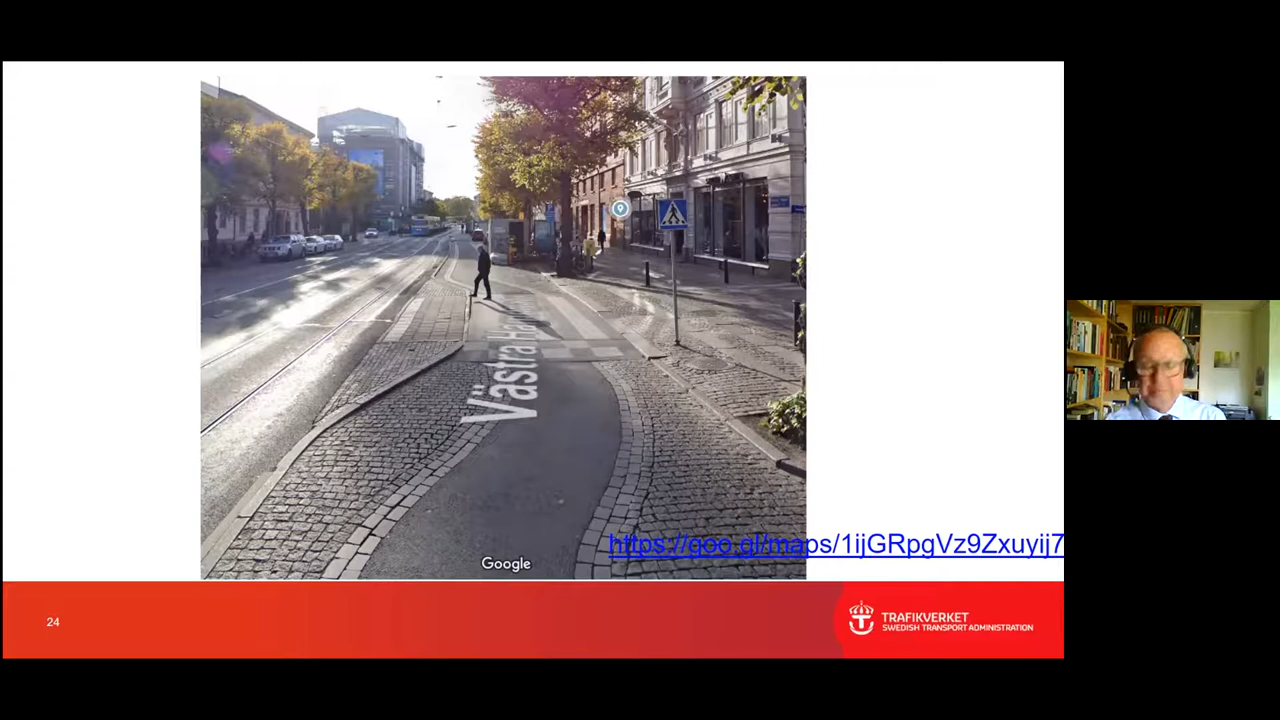 Västra Ha
Google
https://goo.gl/maps/1ijGRpgVz9Zxuyij7
24
TRAFIKVERKET
SWEDISH TRANSPORT ADMINISTRATION